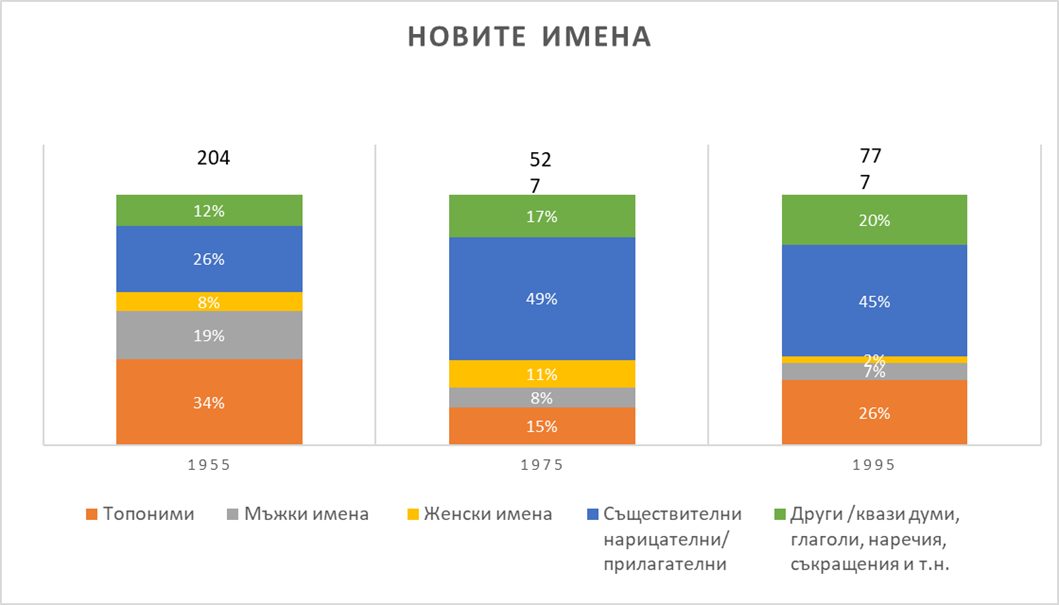 НОВИТЕ ИМЕНА
204
52
7
77
7
12%
17%
20%
26%
49%
45%
8%
11%
2%
19%
8%
7%
34%
15%
26%
1955
1975
1995
Топоними
Мъжки имена
Женски имена
Съществителни
нарицателни/
прилагателни
Други /квази думи,
глаголи, наречия,
съкращения и т.н.